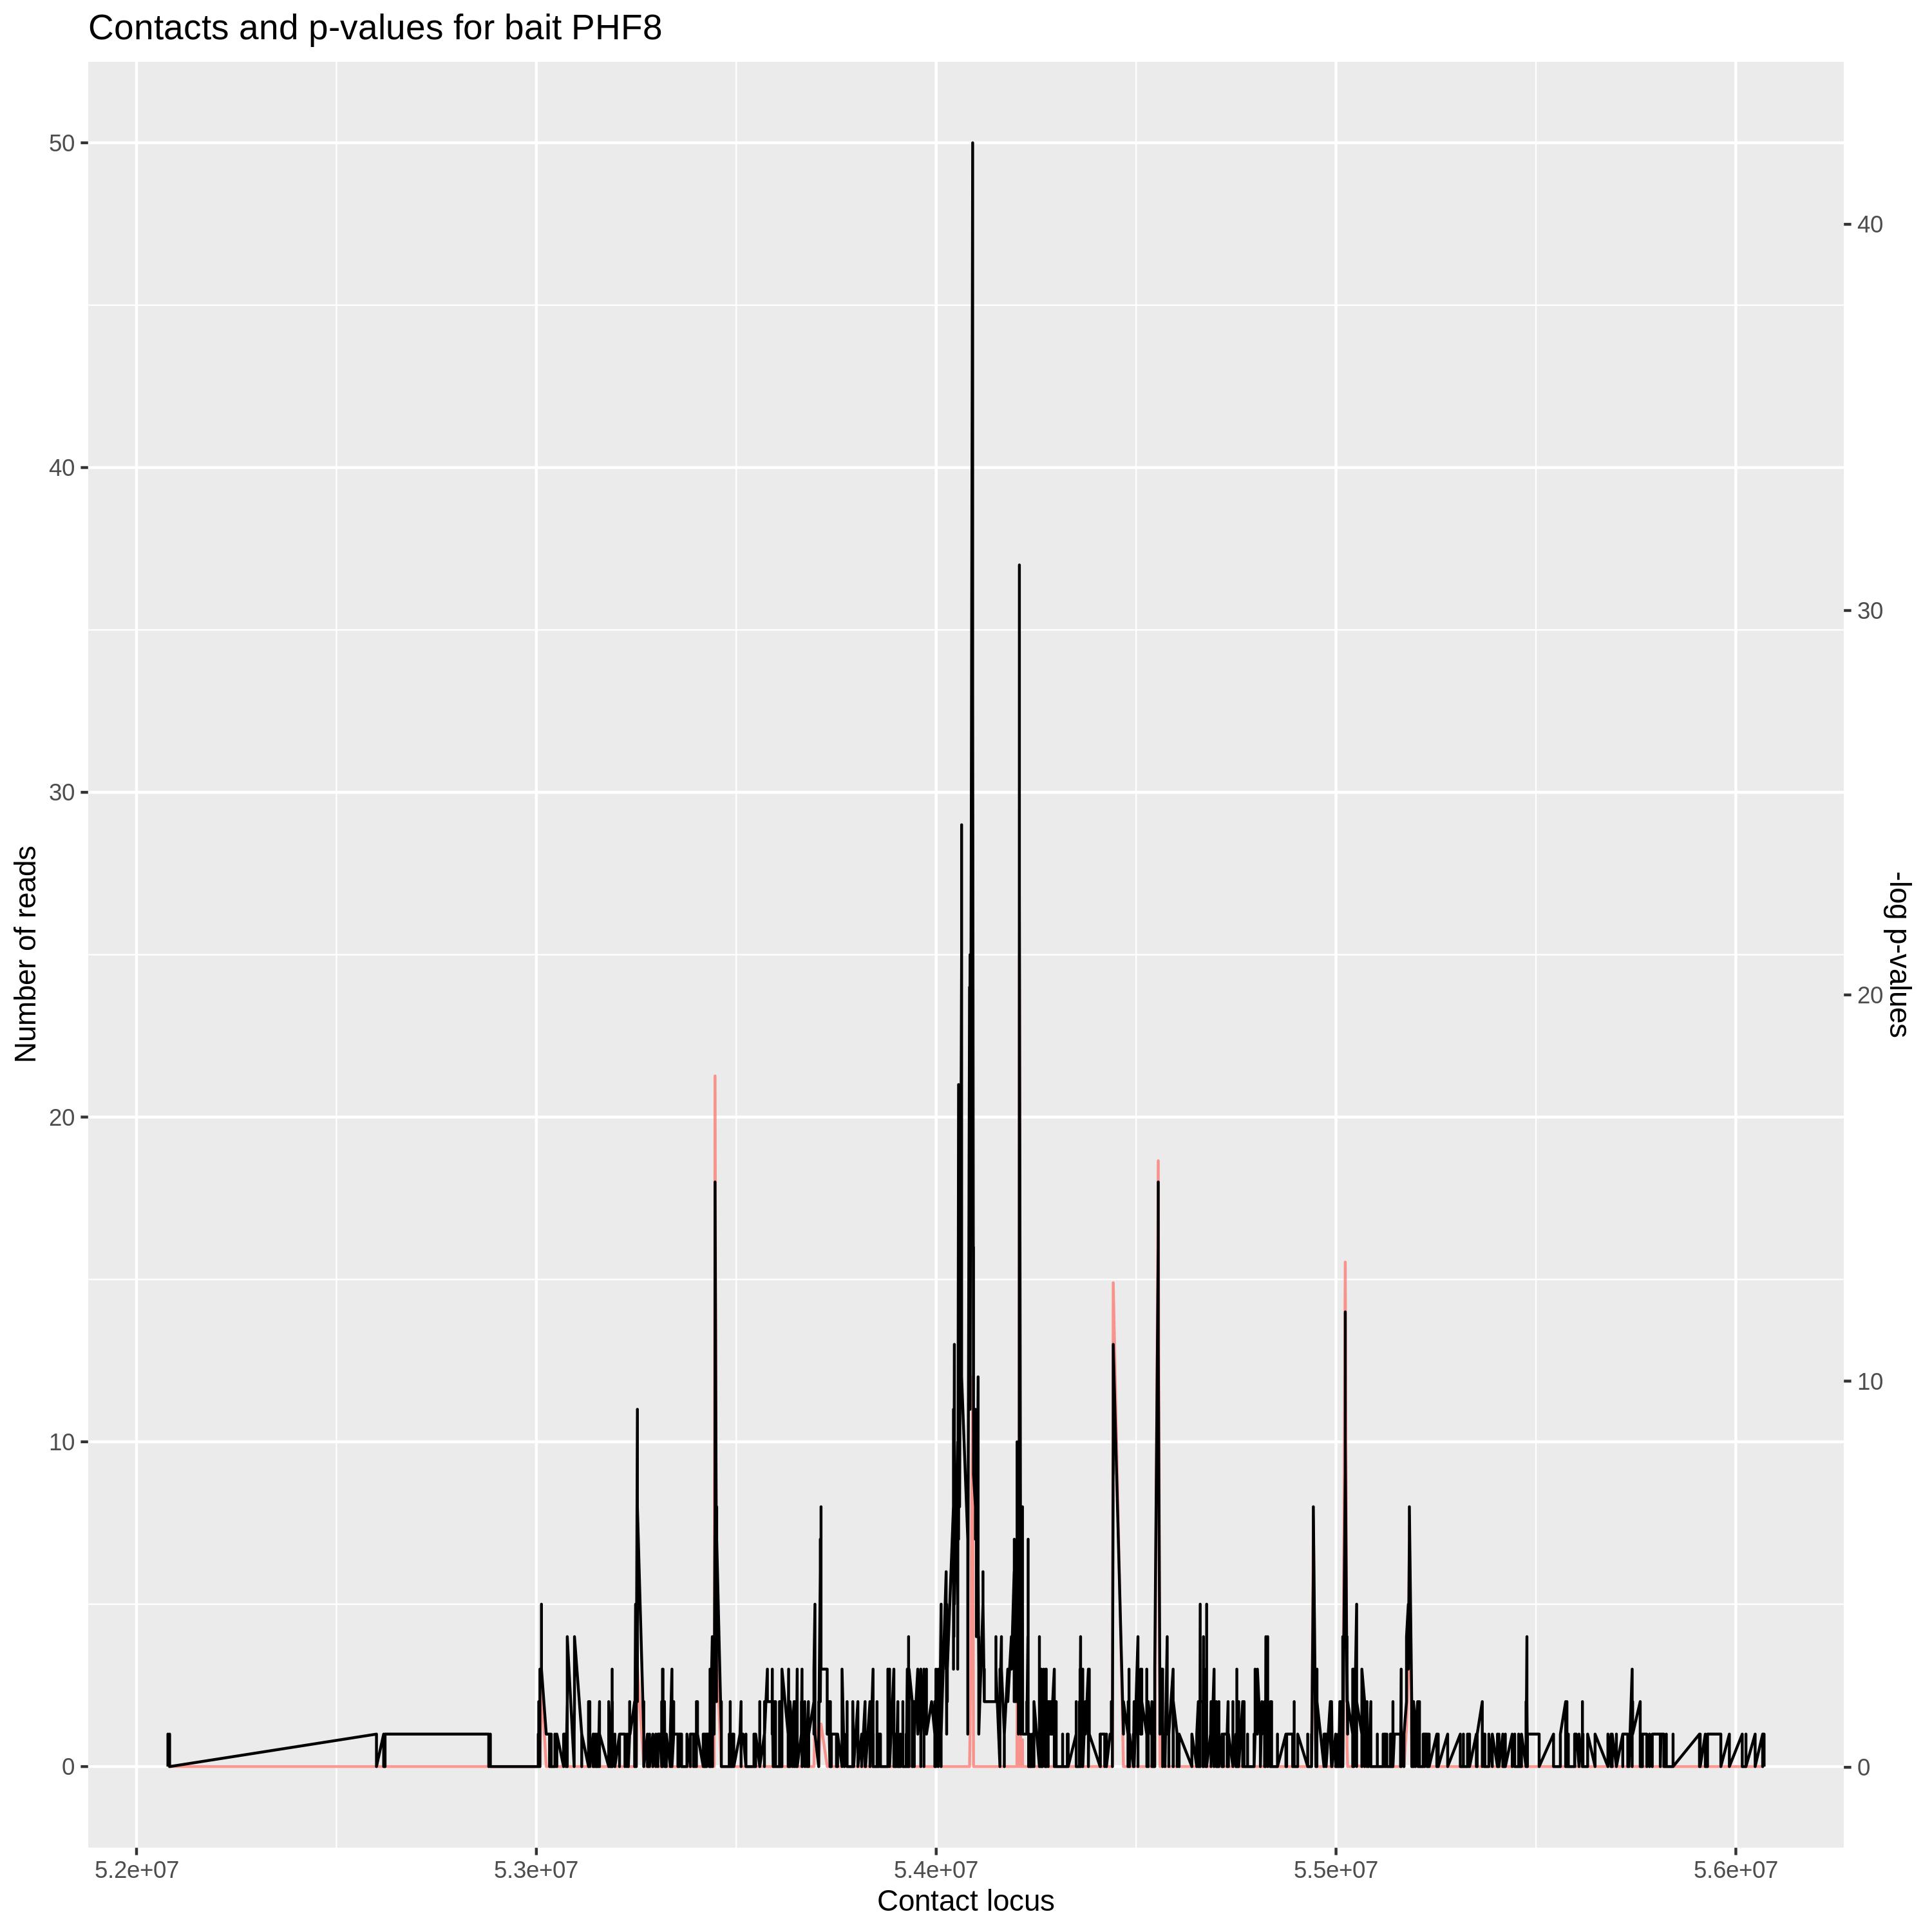 Contacts and p-values for bait PHF8
50
40
30
20
10
0
Number of reads
40
30
20
10
0
-log p-values
5.2e+07
5.3e+07
5.4e+07
5.5e+07
5.6e+07
Contact locus